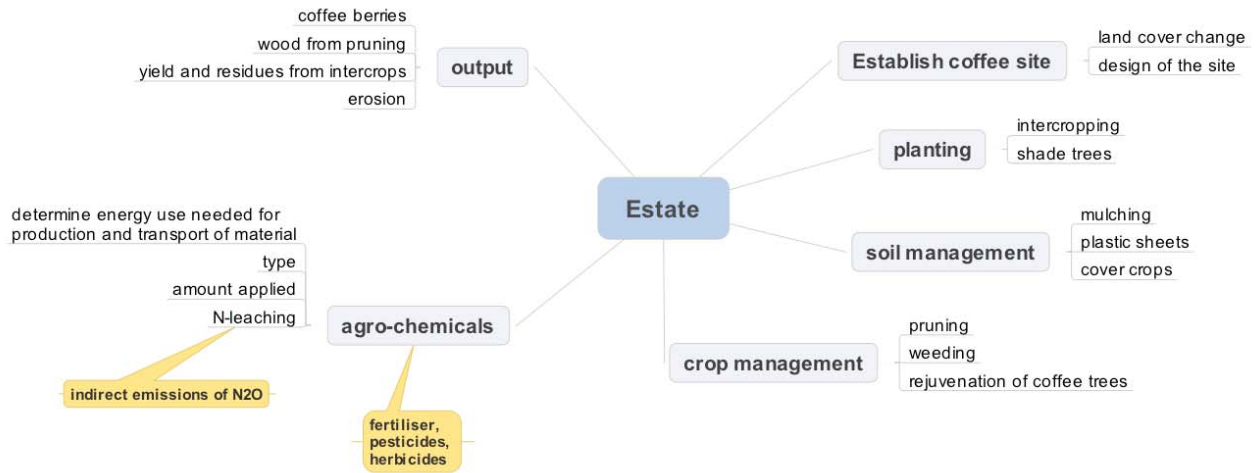 coffee berries
wood from pruning
yield and residues from intercrops
erosion
output
Establish coffee site
land cover change
design of the site
planting
intercropping
shade trees
Estate
soil management
mulching
plastic sheets
cover crops
determine energy use needed for
production and transport of material
type
amount applied
N-leaching
agro-chemicals
indirect emissions of N2O
fertiliser,
pesticides,
herbicides
crop management
pruning
weeding
rejuvenation of coffee trees